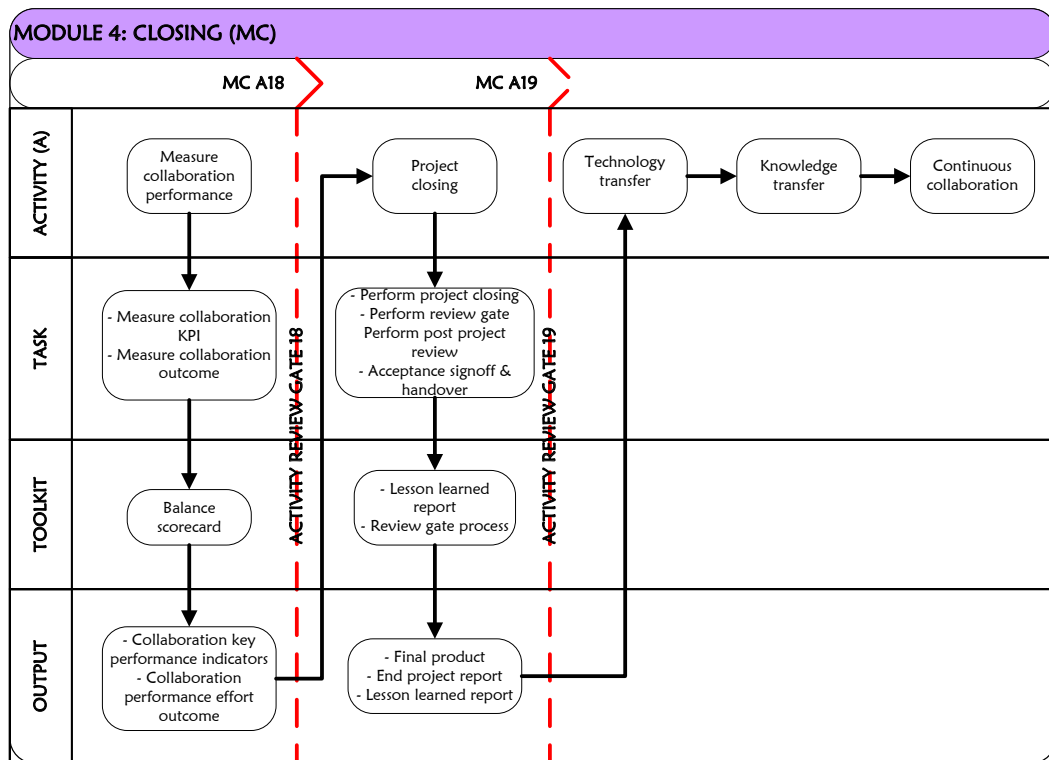 MODULE 4: CLOSING (MC)
MC A18
MC A19
ACTIVITY (A)
Measure
collaboration
performance
Project
closing
Technology
transfer
Knowledge
transfer
Continuous
collaboration
TASK
- Measure collaboration
KPI
- Measure collaboration
outcome
ACTIVITY REVIEW GATE 18
- Perform project closing
- Perform review gate
Perform post project
review
- Acceptance signoff &
handover
ACTIVITY REVIEW GATE 19
TOOLKIT
Balance
scorecard
- Lesson learned
report
- Review gate process
OUTPUT
- Collaboration key
performance indicators
- Collaboration
performance effort
outcome
- Final product
- End project report
- Lesson learned report